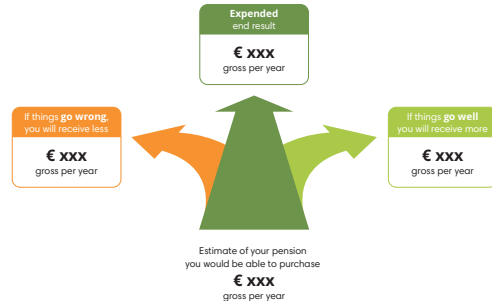 Expended
end result
€ xxx
gross per year
If things go wrong,
you will receive less
€ xxx
gross per year
If things go well
you will receive more
€ xxx
gross per year
Estimate of your pension
you would be able to purchase
€ xxx
gross per year